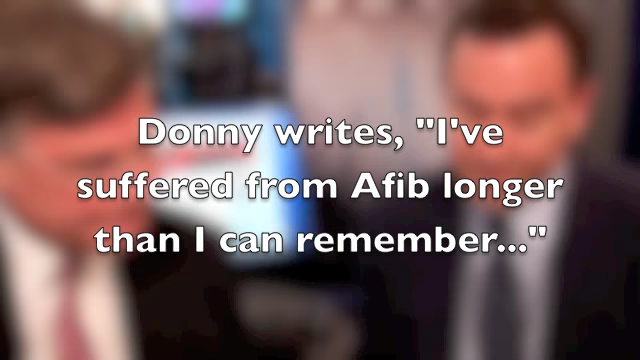 Donny writes, "I've
suffered from Afib longer
than I can remember..."